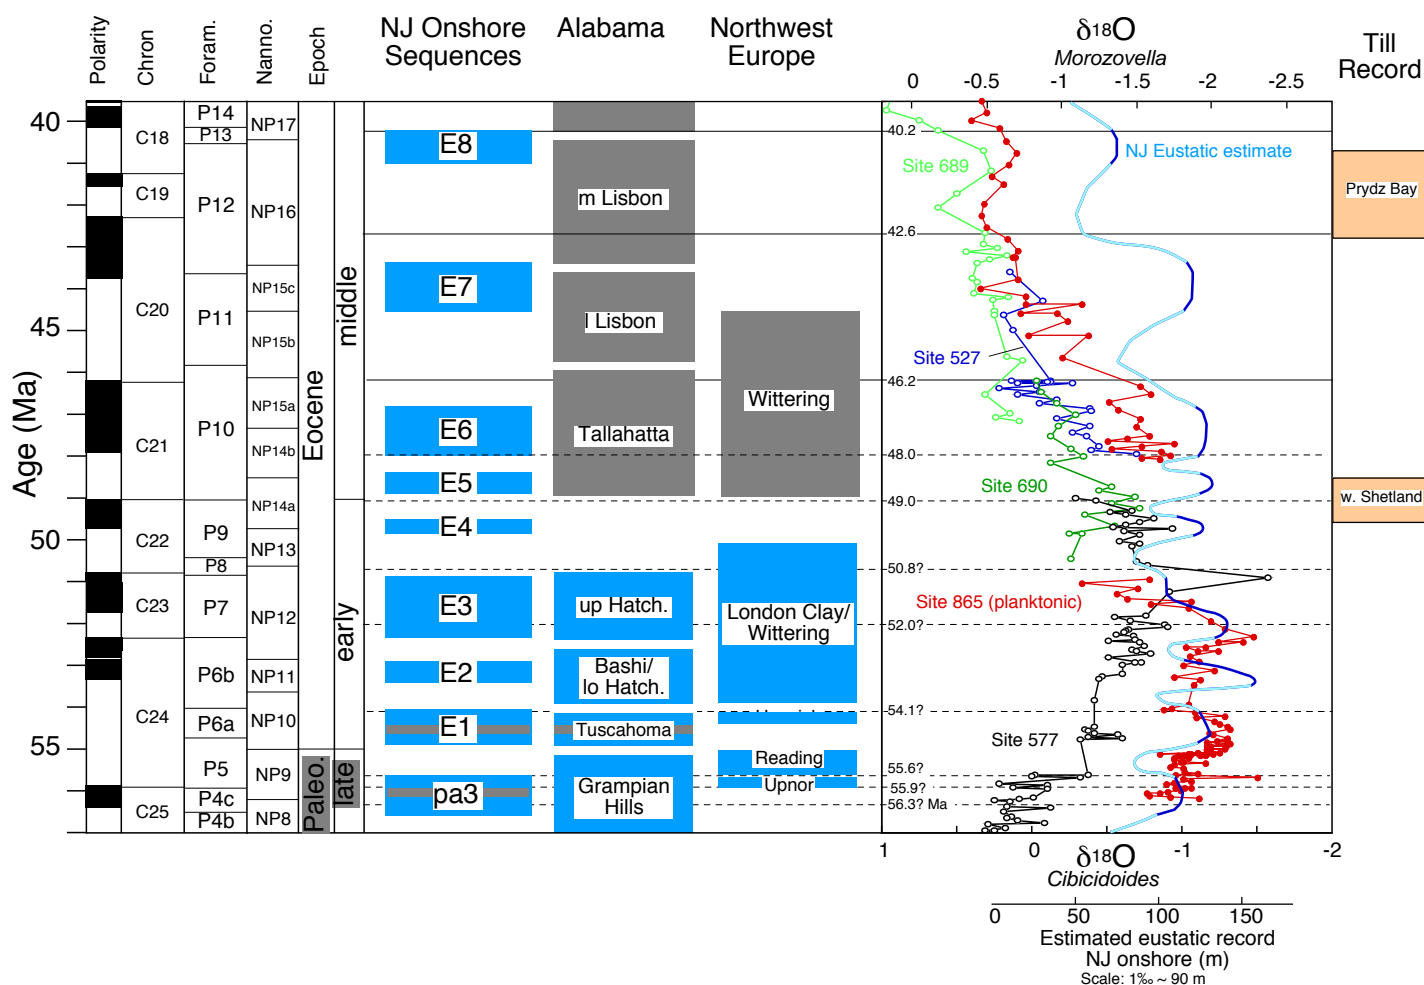 Polarity
Chron
Foram.
Nanno.
Epoch
NJ Onshore
Sequences
Alabama
Northwest
Europe
δ18O
Morozovella
0 -0.5 -1 -1.5 -2 -2.5
Till
Record
Age (Ma)
40
45
50
55
C18
C19
C20
C21
C22
C23
C24
C25
P14
P13
P12
P11
P10
P9
P8
P7
P6b
P6a
P5
P4c
P4b
NP17
NP16
NP15c
NP15b
NP15a
NP14b
NP14a
NP13
NP12
NP11
NP10
NP9
NP8
Eocene
Paleo.
middle
early
late
E8
E7
E6
E5
E4
E3
E2
E1
pa3
m Lisbon
l Lisbon
Tallahatta
up Hatch.
Bashi/
lo Hatch.
Tuscahoma
Grampian
Hills
Wittering
London Clay/
Wittering
Reading
Upnor
40.2
42.6
46.2
48.0
49.0
50.8?
52.0?
54.1?
55.6?
55.9?
56.3? Ma
Site 689
NJ Eustatic estimate
Site 527
Site 690
Site 865 (planktonic)
Site 577
Prydz Bay
w. Shetland
1 0 -1 -2
δ18O
Cibicidoides
0 50 100 150
Estimated eustatic record
NJ onshore (m)
Scale: 1‰ ~ 90 m